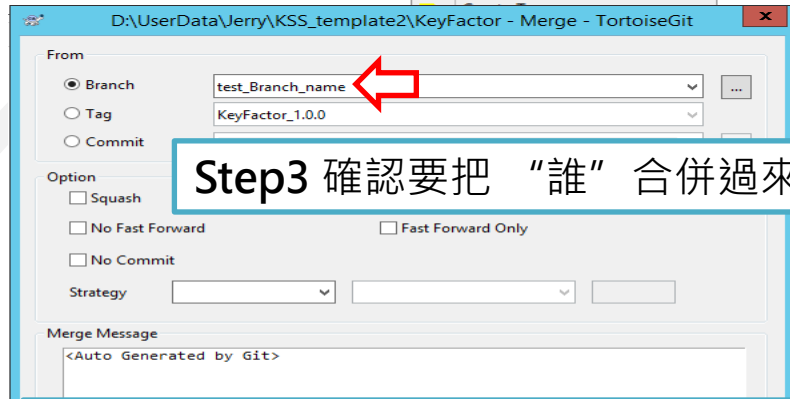 D:\UserData\Jerry\KSS_template2\KeyFactor - Merge - TortoiseGit
x
From
Branch
test_Branch_name
...
Tag
KeyFactor_1.0.0
Commit
Step3 確認要把 “誰” 合併過來
Option
Squash
No Fast Forward
Fast Forward Only
No Commit
Strategy
Merge Message
<Auto Generated by Git>